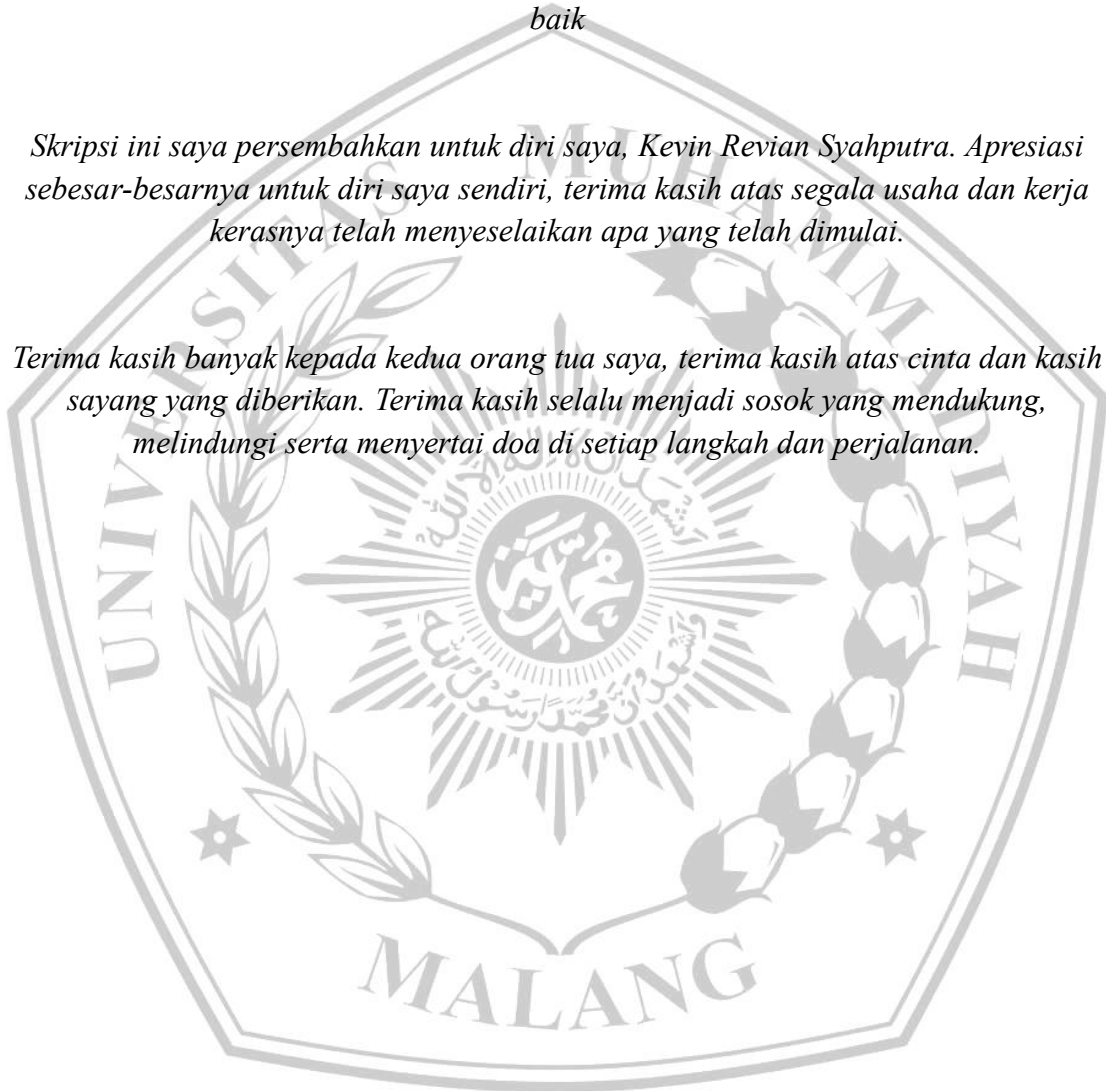 baik
Skripsi ini saya persembahkan untuk diri saya, Kevin Revian Syahputra. Apresiasi
sebesar-besarnya untuk diri saya sendiri, terima kasih atas segala usaha dan kerja
kerasnya telah menyeselaikan apa yang telah dimulai.
Terima kasih banyak kepada kedua orang tua saya, terima kasih atas cinta dan kasih
sayang yang diberikan. Terima kasih selalu menjadi sosok yang mendukung,
melindungi serta menyertai doa di setiap langkah dan perjalanan.
UNIVERSITAS MUHAMMADIYAH
MALANG